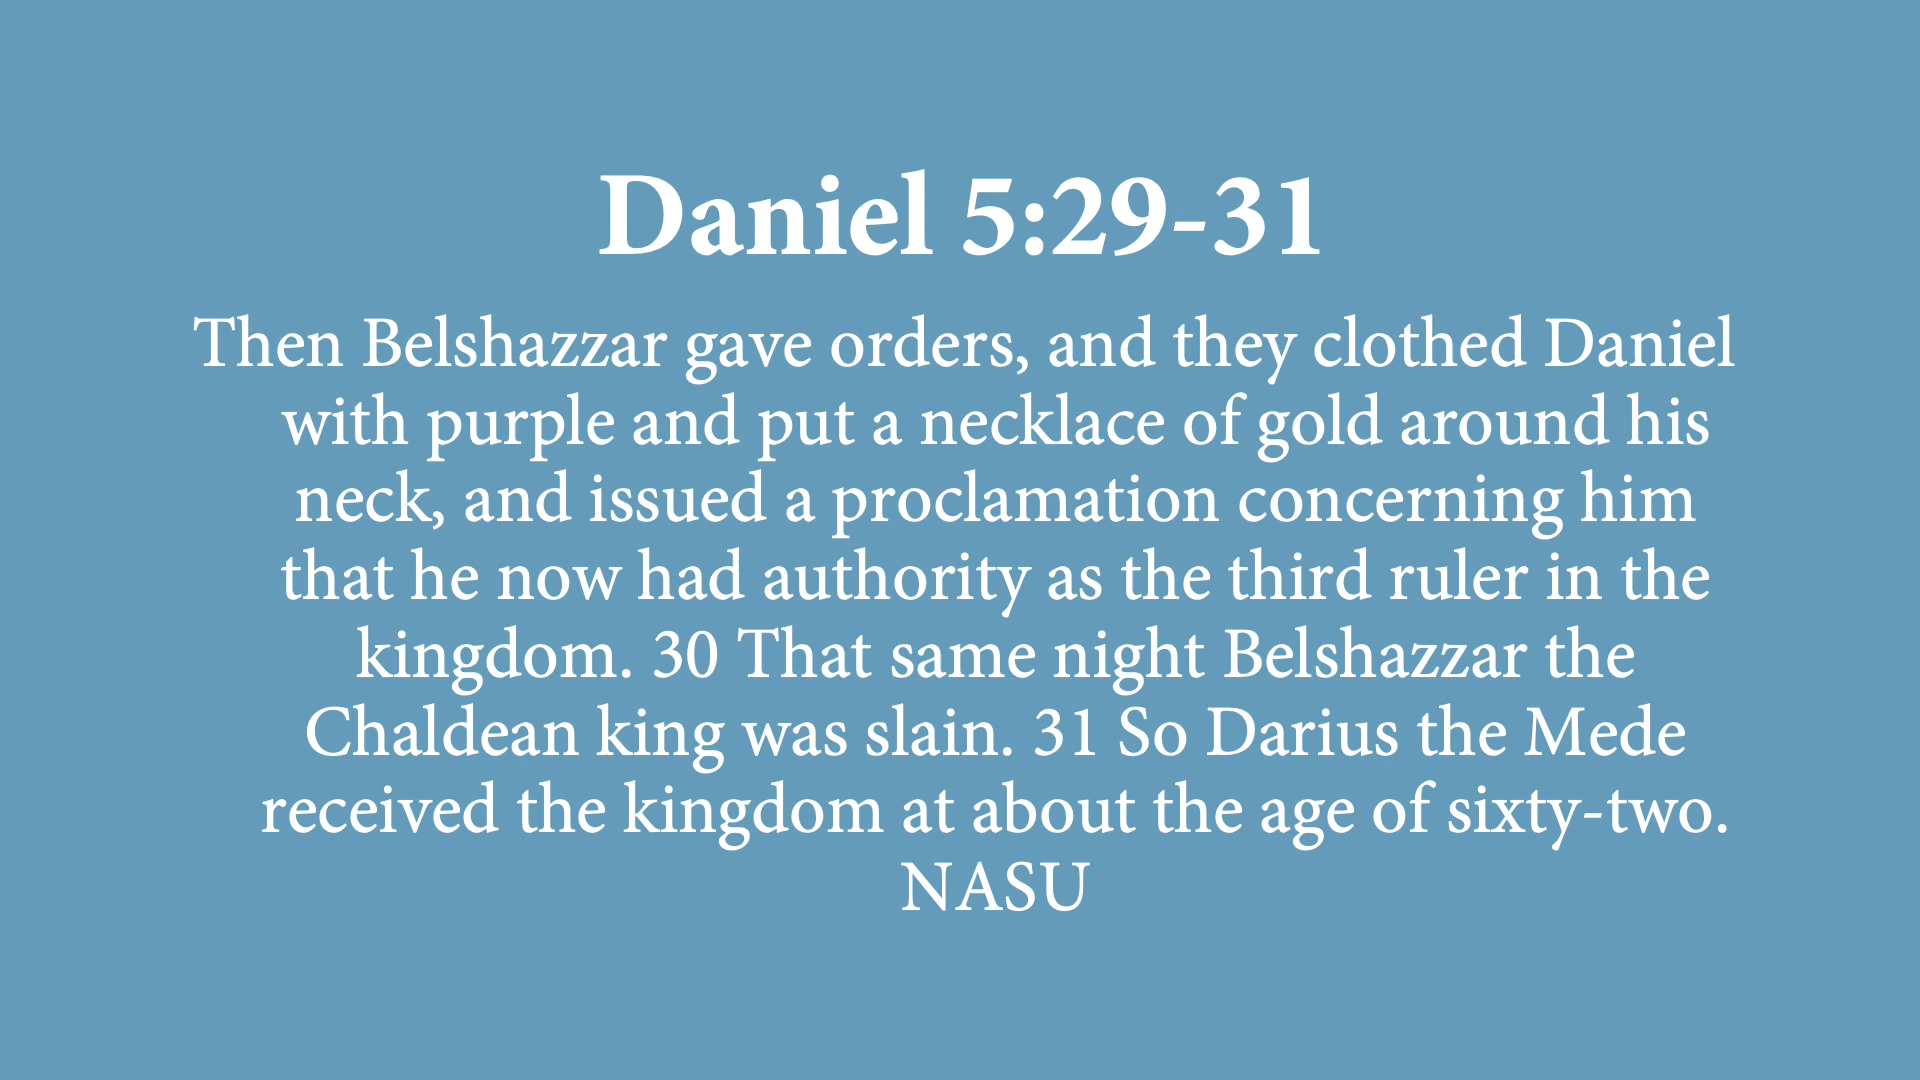 Daniel 5:29-31
Then Belshazzar gave orders, and they clothed Daniel
with purple and put a necklace of gold around his
neck, and issued a proclamation concerning him
that he now had authority as the third ruler in the
kingdom. 30 That same night Belshazzar the
Chaldean king was slain. 31 So Darius the Mede
received the kingdom at about the age of sixty-two.
NASU